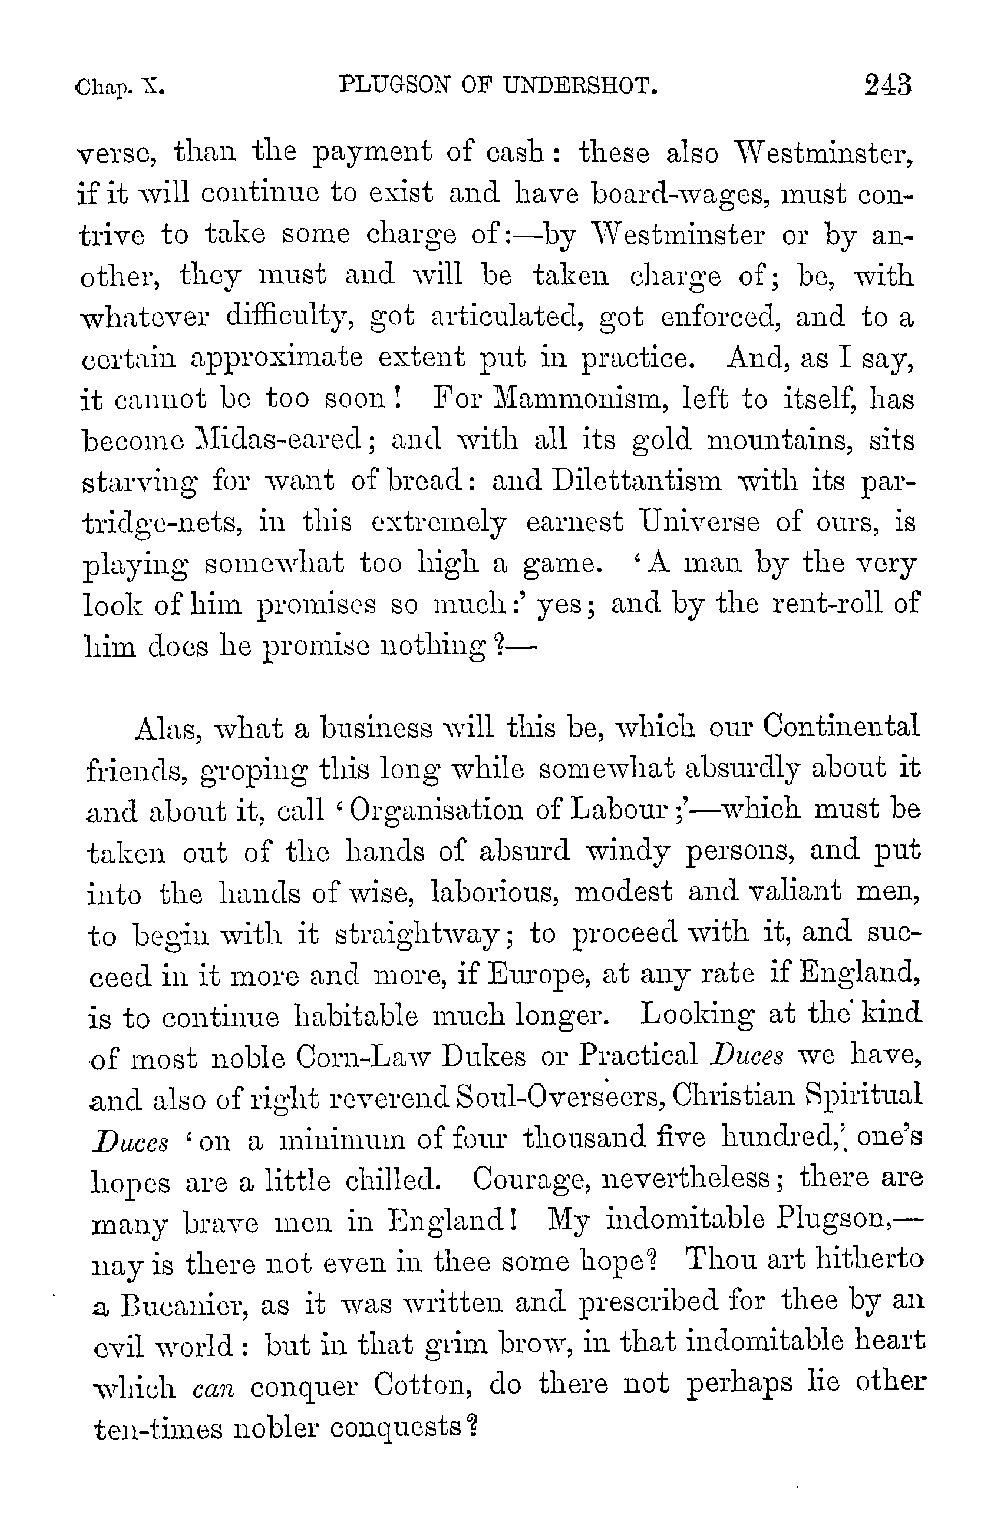 Chap. X. PLUGSON OF UNDERSHOT. 243
verse, than the payment of cash: these also Westminster,
if it will continue to exist and have board-wages, must con-
trive to take some charge of:—by Westminster or by an-
other, they must and will be taken charge of; be, with
whatever difficulty, got articulated, got enforced, and to a
certain approximate extent put in practice. And, as I say,
it cannot be too soon! For Mammonism, left to itself, has
become Midas-eared; and with all its gold mountains, sits
starving for want of bread: and Dilettantism with its par-
tridge-nets, in this extremely earnest Universe of ours, is
playing somewhat too high a game. ‘A man by the very
look of him promises so much:’ yes; and by the rent-roll of
him does he promise nothing?—
Alas, what a business will this be, which our Continental
friends, groping this long while somewhat absurdly about it
and about it, call ‘Organisation of Labour;’—which must be
taken out of the hands of absurd windy persons, and put
into the hands of wise, laborious, modest and valiant men,
to begin with it straightway; to proceed with it, and suc-
ceed in it more and more, if Europe, at any rate if England,
is to continue habitable much longer. Looking at the kind
of most noble Corn-Law Dukes or Practical Duces we have,
and also of right reverend Soul-Overseers, Christian Spiritual
Duces ‘on a minimum of four thousand five hundred,’ one’s
hopes are a little chilled. Courage, nevertheless; there are
many brave men in England! My indomitable Plugson,—
nay is there not even in thee some hope? Thou art hitherto
a Bucanier, as it was written and prescribed for thee by an
evil world: but in that grim brow, in that indomitable heart
which can conquer Cotton, do there not perhaps lie other
ten-times nobler conquests?